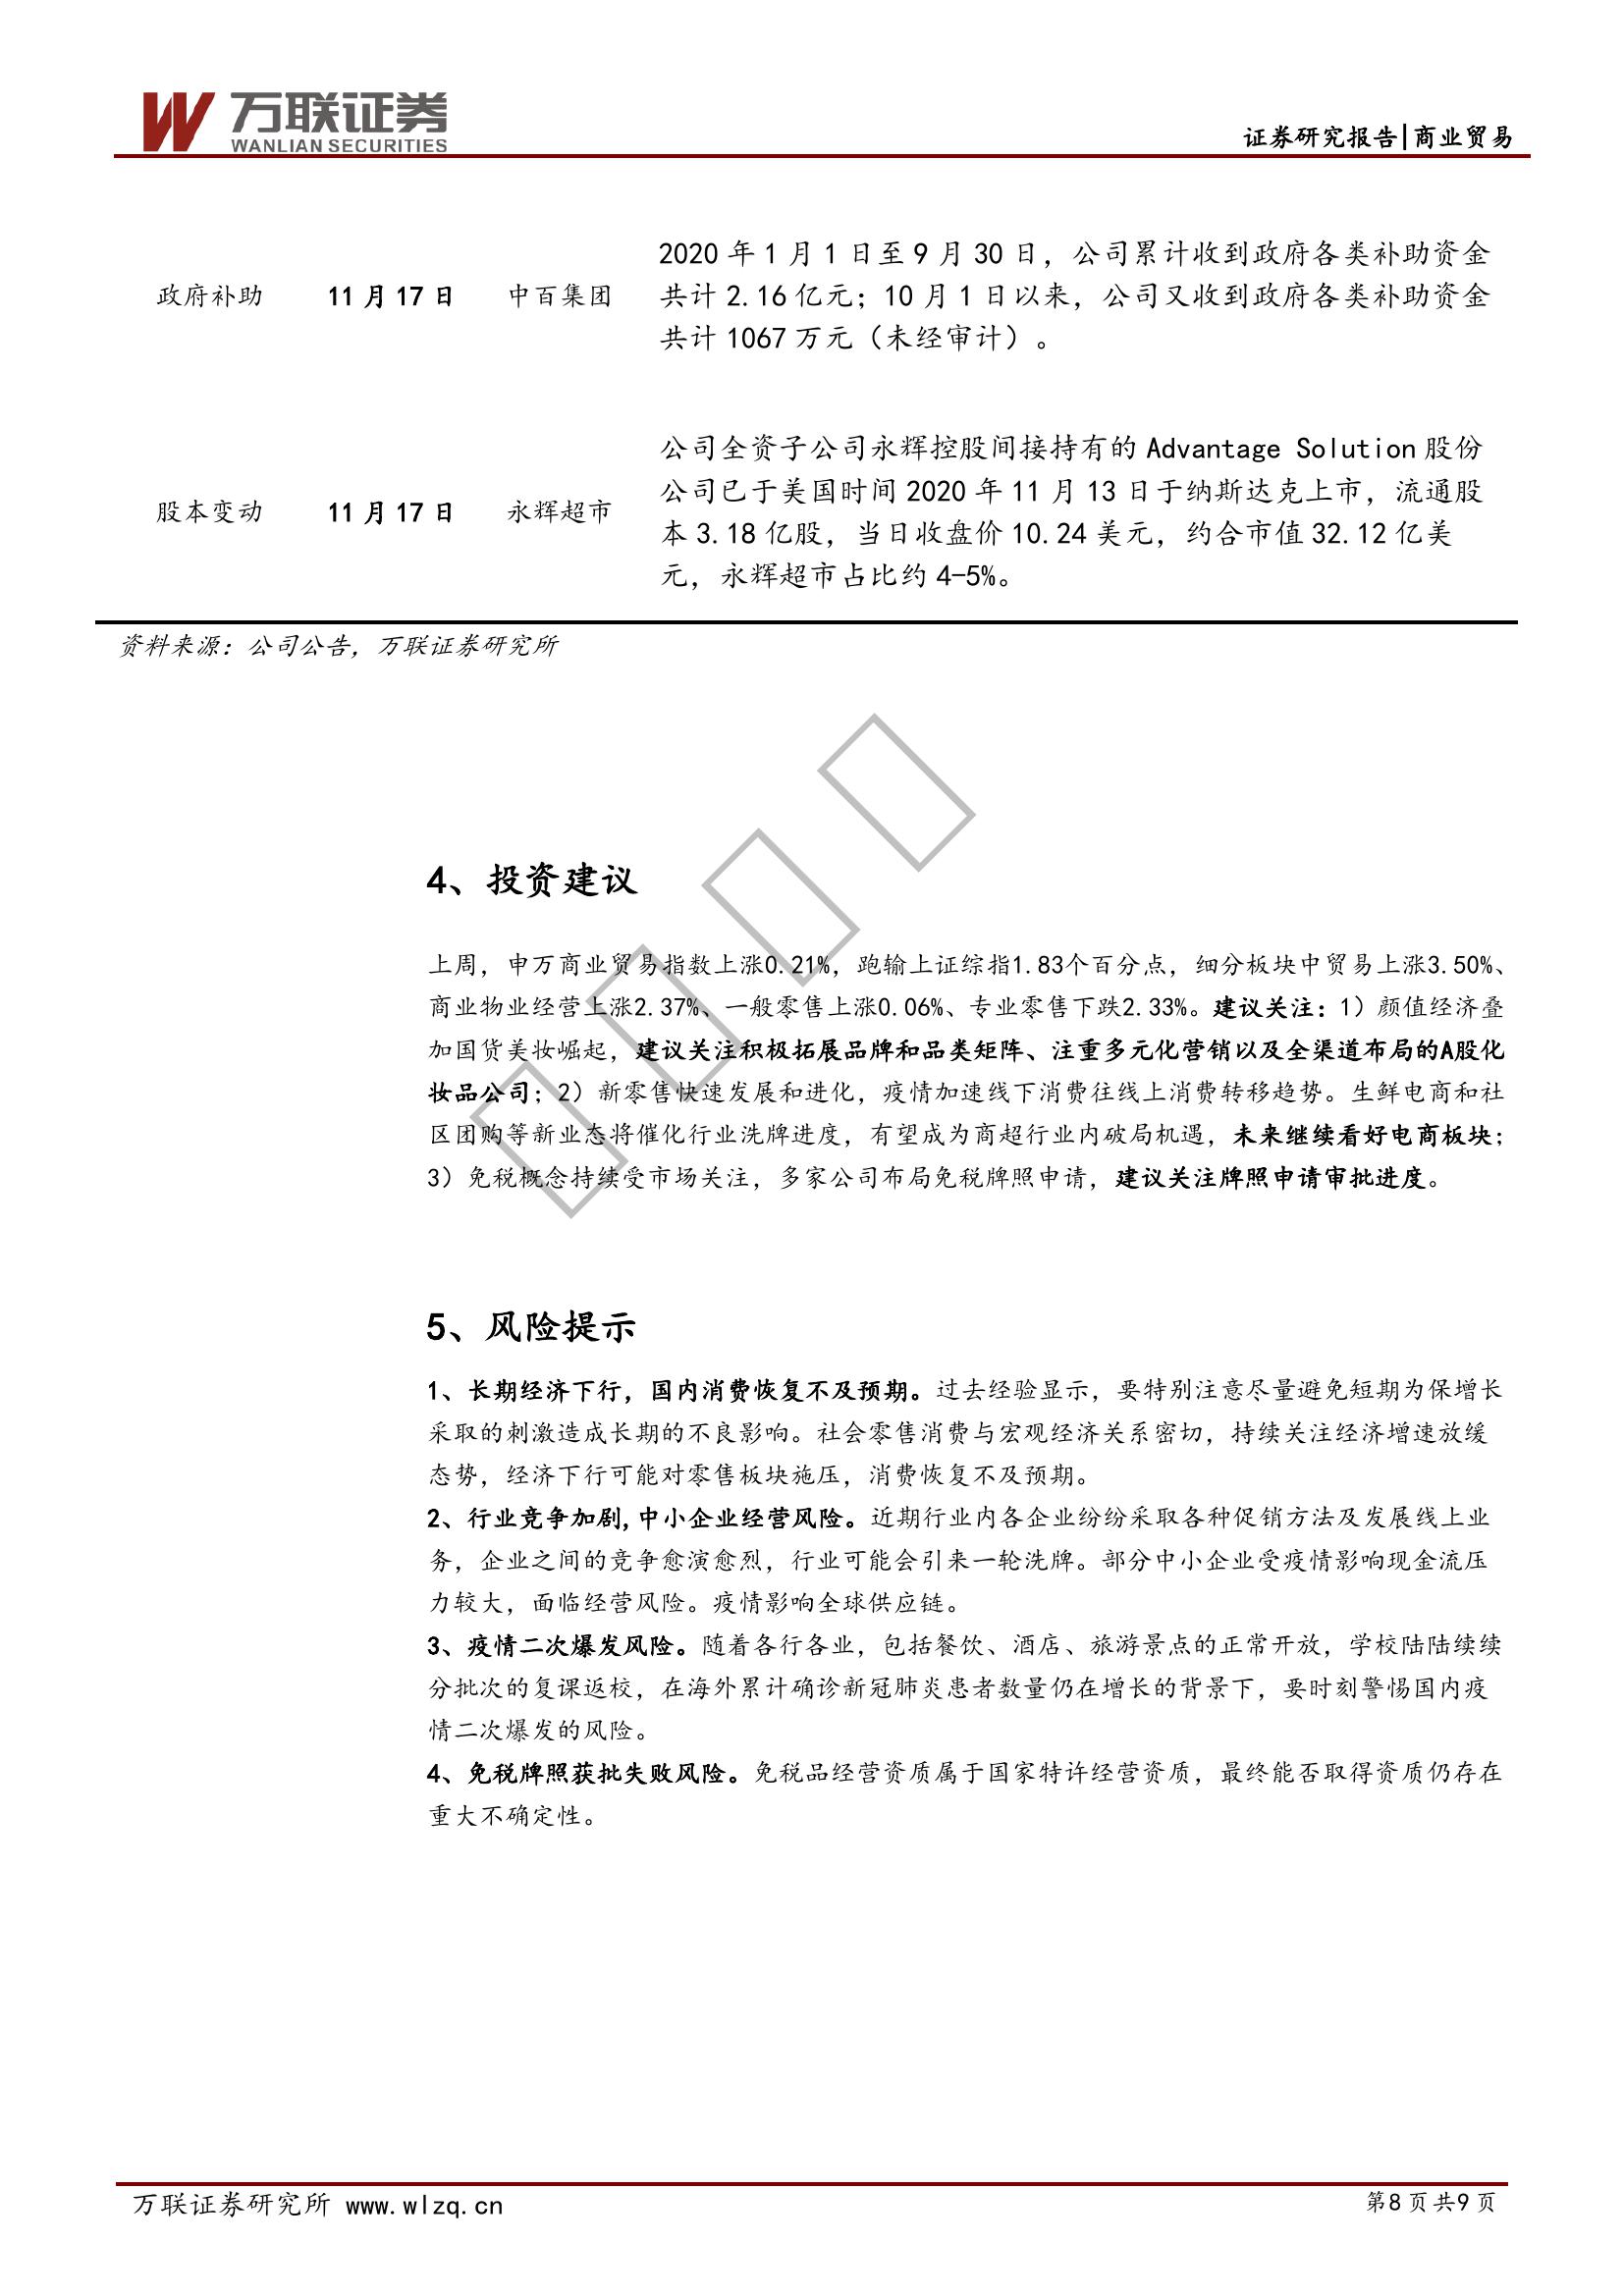 万联证券
WANLIAN SECURITIES
证券研究报告|商业贸易
政府补助 11 月 17 日 中百集团
2020 年 1 月 1 日至 9 月 30 日，公司累计收到政府各类补助资金
共计 2.16 亿元；10 月 1 日以来，公司又收到政府各类补助资金
共计 1067 万元（未经审计）。
股本变动 11 月 17 日 永辉超市
公司全资子公司永辉控股间接持有的 Advantage Solution 股份
公司已于美国时间 2020 年 11 月 13 日于纳斯达克上市，流通股
本 3.18 亿股，当日收盘价 10.24 美元，约合市值 32.12 亿美
元，永辉超市占比约 4-5%。
资料来源：公司公告，万联证券研究所
4、投资建议
上周，申万商业贸易指数上涨0.21%，跑输上证综指1.83个百分点，细分板块中贸易上涨3.50%、
商业物业经营上涨2.37%、一般零售上涨0.06%、专业零售下跌2.33%。建议关注：1）颜值经济叠
加国货美妆崛起，建议关注积极拓展品牌和品类矩阵、注重多元化营销以及全渠道布局的A股化
妆品公司；2）新零售快速发展和进化，疫情加速线下消费往线上消费转移趋势。生鲜电商和社
区团购等新业态将催化行业洗牌进度，有望成为商超行业内破局机遇，未来继续看好电商板块；
3）免税概念持续受市场关注，多家公司布局免税牌照申请，建议关注牌照申请审批进度。
5、风险提示
1、长期经济下行，国内消费恢复不及预期。过去经验显示，要特别注意尽量避免短期为保增长
采取的刺激造成长期的不良影响。社会零售消费与宏观经济关系密切，持续关注经济增速放缓
态势，经济下行可能对零售板块施压，消费恢复不及预期。
2、行业竞争加剧,中小企业经营风险。近期行业内各企业纷纷采取各种促销方法及发展线上业
务，企业之间的竞争愈演愈烈，行业可能会引来一轮洗牌。部分中小企业受疫情影响现金流压
力较大，面临经营风险。疫情影响全球供应链。
3、疫情二次爆发风险。随着各行各业，包括餐饮、酒店、旅游景点的正常开放，学校陆陆续续
分批次的复课返校，在海外累计确诊新冠肺炎患者数量仍在增长的背景下，要时刻警惕国内疫
情二次爆发的风险。
4、免税牌照获批失败风险。免税品经营资质属于国家特许经营资质，最终能否取得资质仍存在
重大不确定性。
万联证券研究所 www.wlzq.cn 第8页 共9页